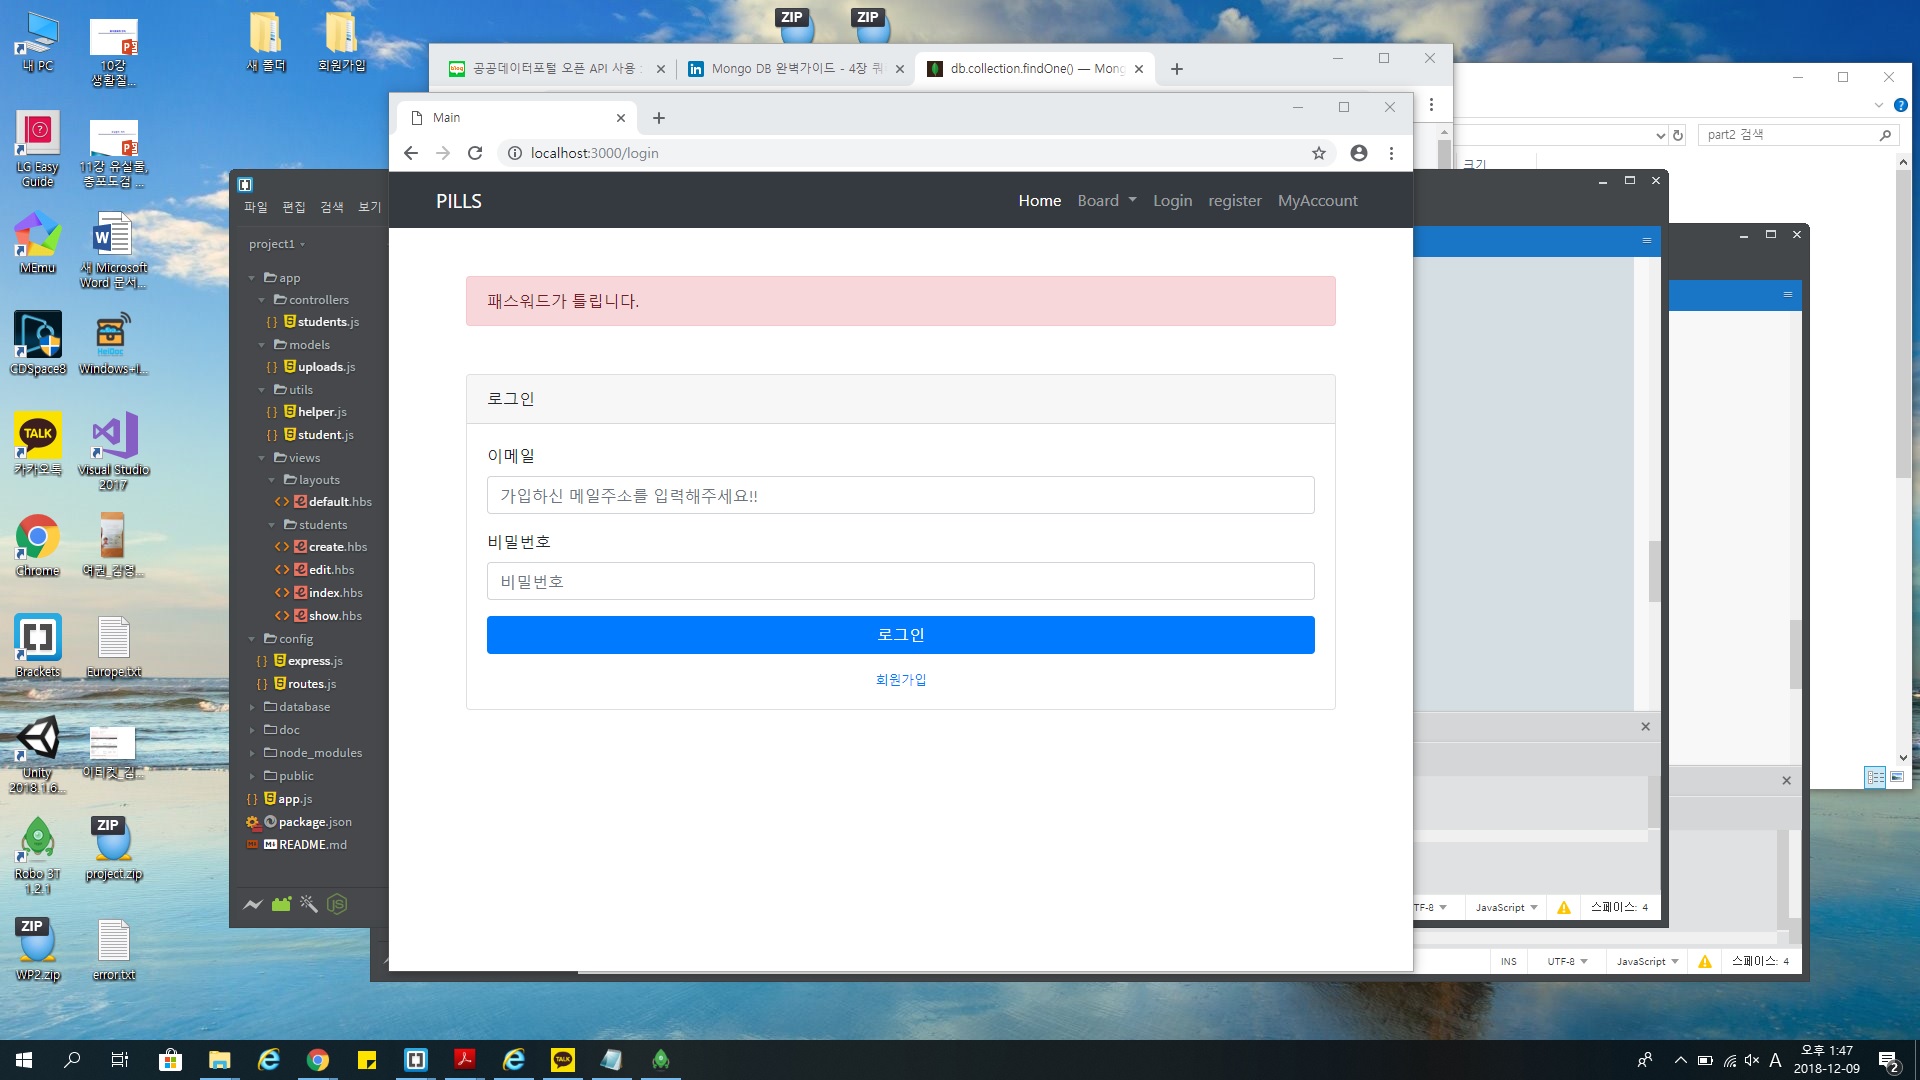 내 PC
10강
생활질...
새 폴더
회원가입
ZIP
ZIP
LG Easy
Guide
11강 유실물,
총포도검 ...
MEmu
새 Microsoft
Word 문서...
CDSpace8
Windows+I...
TALK
카카오톡
Visual Studio
2017
Chrome
여권_김영...
Brackets
Europe.txt
Unity
2018.1.6...
이티켓_김...
Robo 3T
1.2.1
ZIP
project.zip
ZIP
WP2.zip
error.txt
blog 공공데이터포털 오픈 API 사용 :
Mongo DB 완벽가이드 - 4장 쿼
db.collection.findOne() — Mong
Main
localhost:3000/login
PILLS
Home
Board
Login
register
MyAccount
패스워드가 틀립니다.
로그인
이메일
가입하신 메일주소를 입력해주세요!!
비밀번호
비밀번호
로그인
회원가입
파일 편집 검색 보기
project1
app
controllers
students.js
models
uploads.js
utils
helper.js
student.js
views
layouts
default.hbs
students
create.hbs
edit.hbs
index.hbs
show.hbs
config
express.js
routes.js
database
doc
node_modules
public
app.js
package.json
README.md
part2 검색
크기
TF-8 JavaScript 스페이스: 4
INS UTF-8 JavaScript 스페이스: 4
TALK
A
오후 1:47
2018-12-09
2